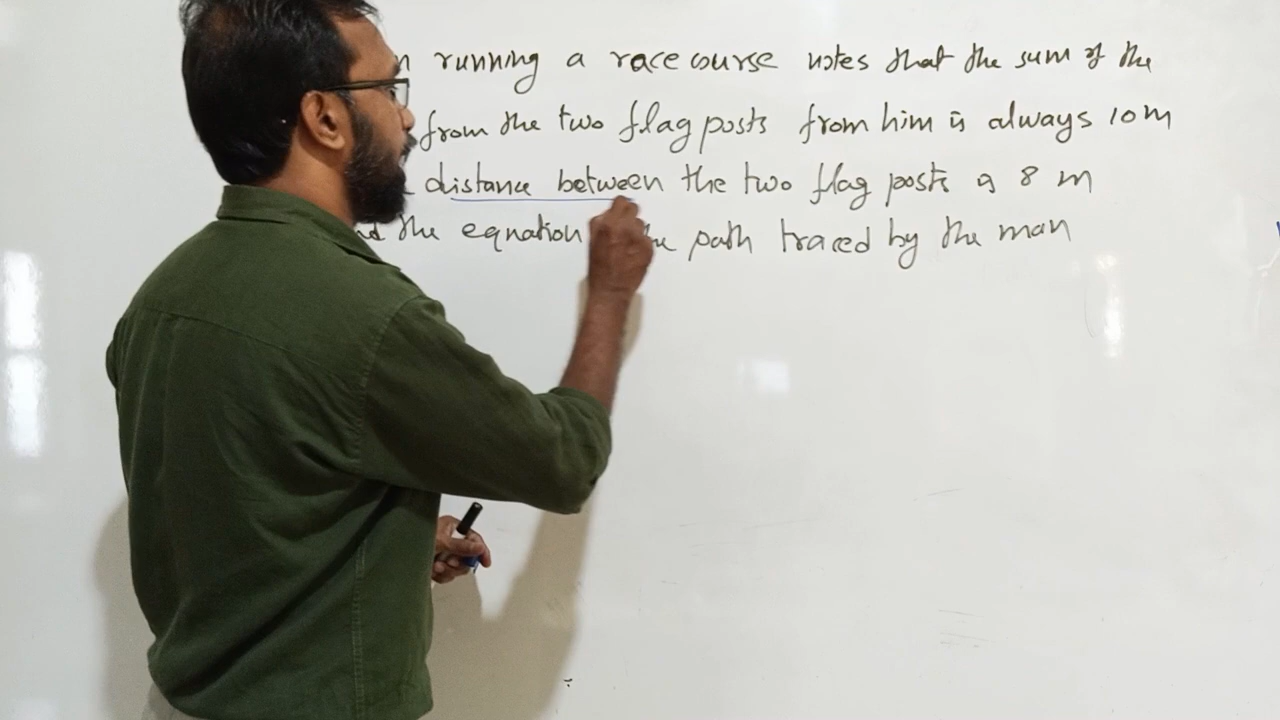 running a race course notes that the sum of the
from the two flag posts from him is always 10 m
distance between the two flag posts is 8 m
the equation the path traced by the man